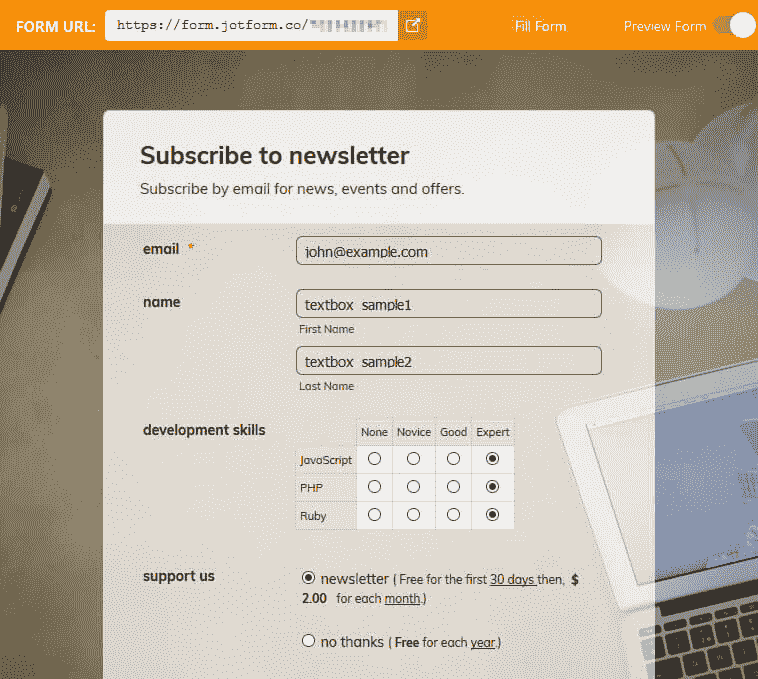 FORM URL: https://form.jotform.co/ Fill Form Preview Form
Subscribe to newsletter
Subscribe by email for news, events and offers.
email * john@example.com
name textbox_sample1
First Name
textbox_sample2
Last Name
development skills None Novice Good Expert
JavaScript
PHP
Ruby
support us newsletter ( Free for the first 30 days then, $
2.00 for each month.)
no thanks ( Free for each year.)